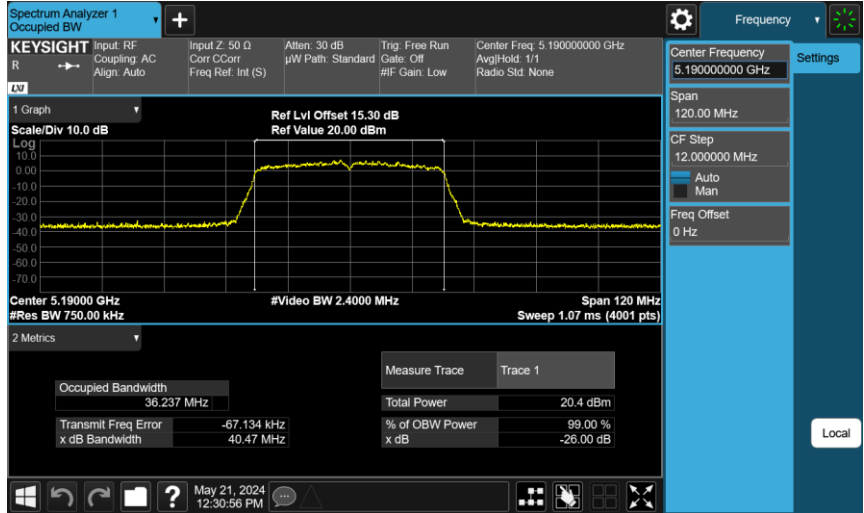 Spectrum Analyzer 1
Occupied BW
+
Frequency
KEYSIGHT
R
LXI
Input: RF
Coupling: AC
Align: Auto
Input Z: 50 Ω
Corr CCorr
Freq Ref: Int (S)
Atten: 30 dB
µW Path: Standard
Trig: Free Run
Gate: Off
#IF Gain: Low
Center Freq: 5.190000000 GHz
Avg|Hold: 1/1
Radio Std: None
Center Frequency
5.190000000 GHz
Settings
Span
120.00 MHz
CF Step
12.000000 MHz
Auto
Man
Freq Offset
0 Hz
Local
1 Graph
Scale/Div 10.0 dB
Ref Lvl Offset 15.30 dB
Ref Value 20.00 dBm
Log
10.0
0.00
-10.0
-20.0
-30.0
-40.0
-50.0
-60.0
-70.0
Center 5.19000 GHz
#Video BW 2.4000 MHz
Span 120 MHz
#Res BW 750.00 kHz
Sweep 1.07 ms (4001 pts)
2 Metrics
Measure Trace Trace 1
Occupied Bandwidth
36.237 MHz
Total Power 20.4 dBm
Transmit Freq Error -67.134 kHz
% of OBW Power 99.00 %
x dB Bandwidth 40.47 MHz
x dB -26.00 dB
?
May 21, 2024
12:30:56 PM